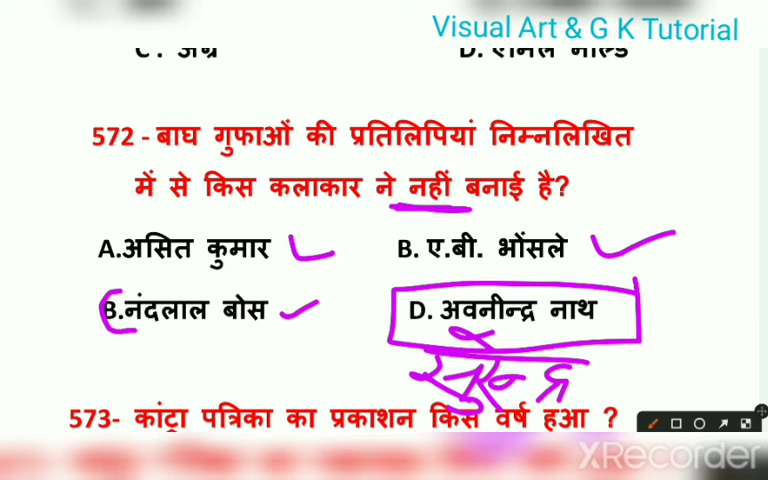 Visual Art & G K Tutorial
572 - बाघ गुफाओं की प्रतिलिपियां निम्नलिखित
में से किस कलाकार ने नहीं बनाई है?
A.असित कुमार B. ए.बी. भोंसले
B.नंदलाल बोस D. अवनीन्द्र नाथ
सुरेन्द्र
573- कांट्रा पत्रिका का प्रकाशन किस वर्ष हुआ ?
XRecorder